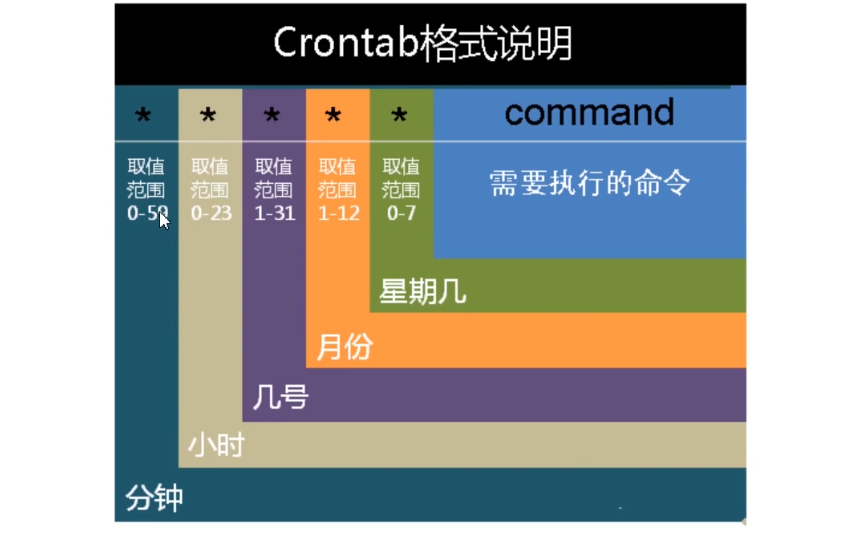 Crontab格式说明
* * * * * command
取值 取值 取值 取值 取值
范围 范围 范围 范围 范围
0-59 0-23 1-31 1-12 0-7
需要执行的命令
星期几
月份
几号
小时
分钟